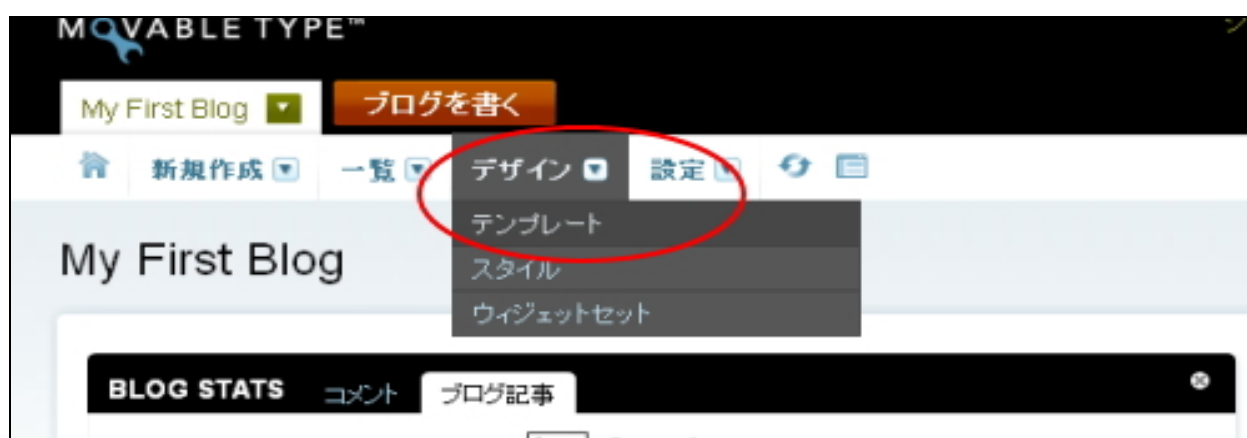 MOVABLE TYPE™
My First Blog ブログを書く
新規作成 一覧 デザイン 設定
テンプレート
My First Blog
スタイル
ウィジェットセット
BLOG STATS コメント ブログ記事